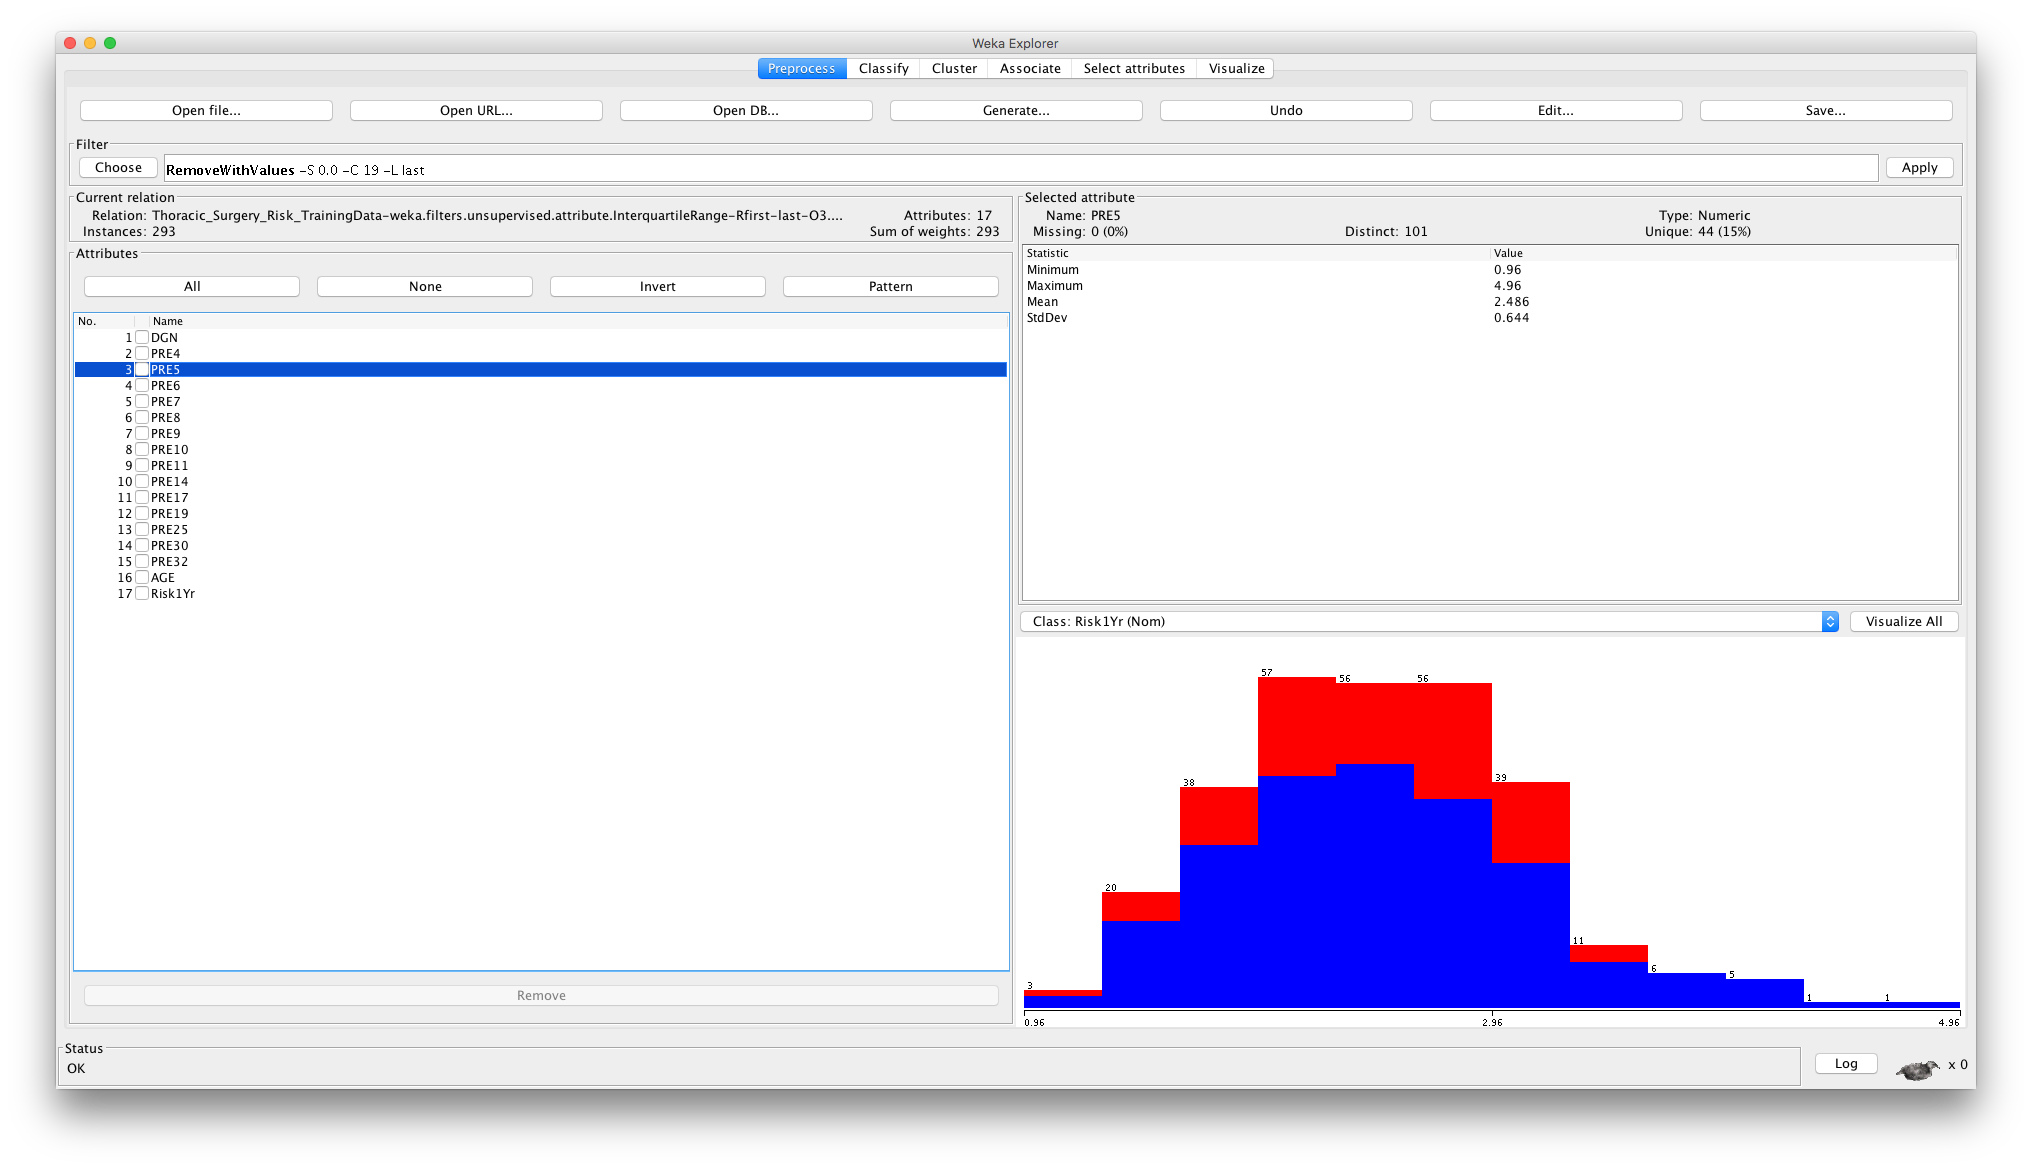 Weka Explorer
Preprocess Classify Cluster Associate Select attributes Visualize
Open file... Open URL... Open DB... Generate... Undo Edit... Save...
Filter
Choose RemoveWithValues -S 0.0 -C 19 -L last Apply
Current relation
Relation: Thoracic_Surgery_Risk_TrainingData-weka.filters.unsupervised.attribute.InterquartileRange-Rfirst-last-O3.... Attributes: 17
Instances: 293 Sum of weights: 293
Attributes
All None Invert Pattern
No. Name
1 DGN
2 PRE4
3 PRE5
4 PRE6
5 PRE7
6 PRE8
7 PRE9
8 PRE10
9 PRE11
10 PRE14
11 PRE17
12 PRE19
13 PRE25
14 PRE30
15 PRE32
16 AGE
17 Risk1Yr
Remove
Selected attribute
Name: PRE5 Type: Numeric
Missing: 0 (0%) Distinct: 101 Unique: 44 (15%)
Statistic Value
Minimum 0.96
Maximum 4.96
Mean 2.486
StdDev 0.644
Class: Risk1Yr (Nom) Visualize All
3 20 38 57 56 56 39 11 6 5 1 1
0.96 2.96 4.96
Status
OK
Log x 0